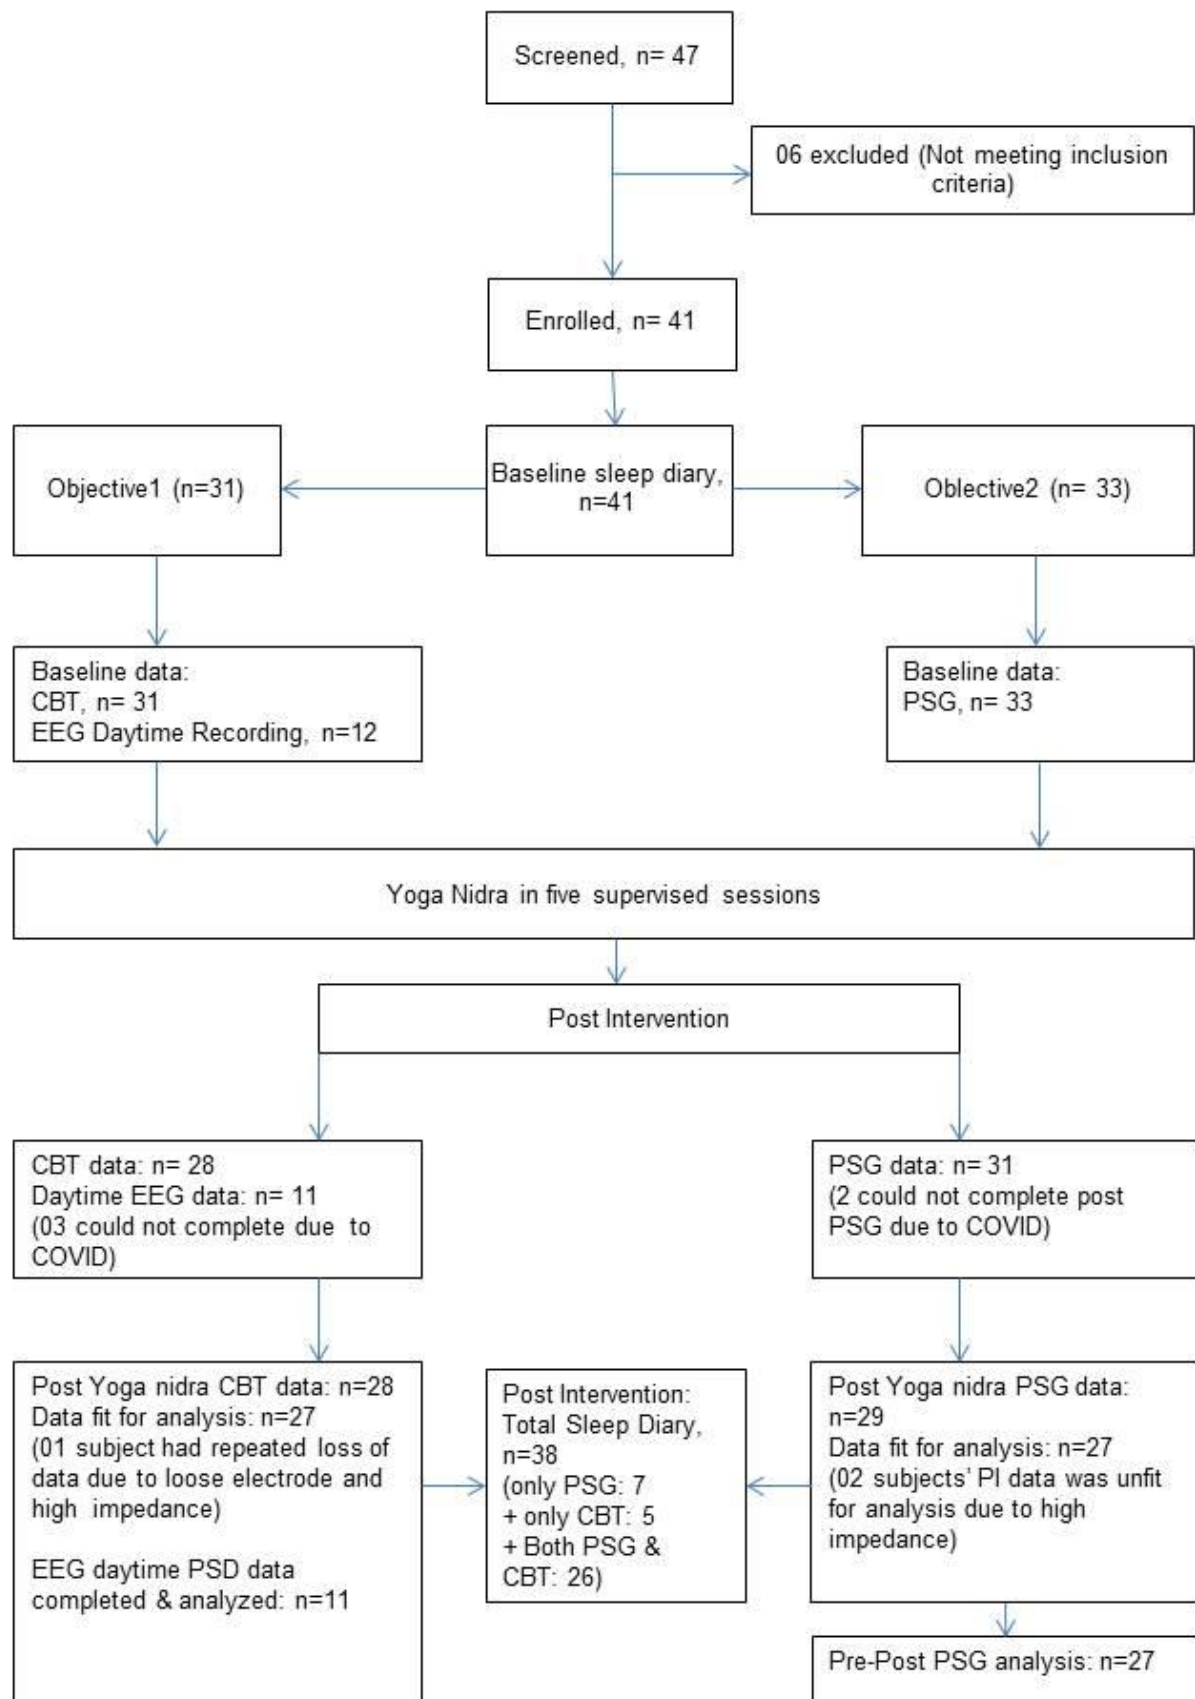 Screened, n= 47
06 excluded (Not meeting inclusion
criteria)
Enrolled, n= 41
Objective1 (n=31)
Baseline sleep diary,
n=41
Oblective2 (n= 33)
Baseline data:
CBT, n= 31
EEG Daytime Recording, n=12
Baseline data:
PSG, n= 33
Yoga Nidra in five supervised sessions
Post Intervention
CBT data: n= 28
Daytime EEG data: n= 11
(03 could not complete due to
COVID)
PSG data: n= 31
(2 could not complete post
PSG due to COVID)
Post Yoga nidra CBT data: n=28
Data fit for analysis: n=27
(01 subject had repeated loss of
data due to loose electrode and
high impedance)
EEG daytime PSD data
completed & analyzed: n=11
Post Intervention:
Total Sleep Diary,
n=38
(only PSG: 7
+ only CBT: 5
+ Both PSG &
CBT: 26)
Post Yoga nidra PSG data:
n=29
Data fit for analysis: n=27
(02 subjects' PI data was unfit
for analysis due to high
impedance)
Pre-Post PSG analysis: n=27